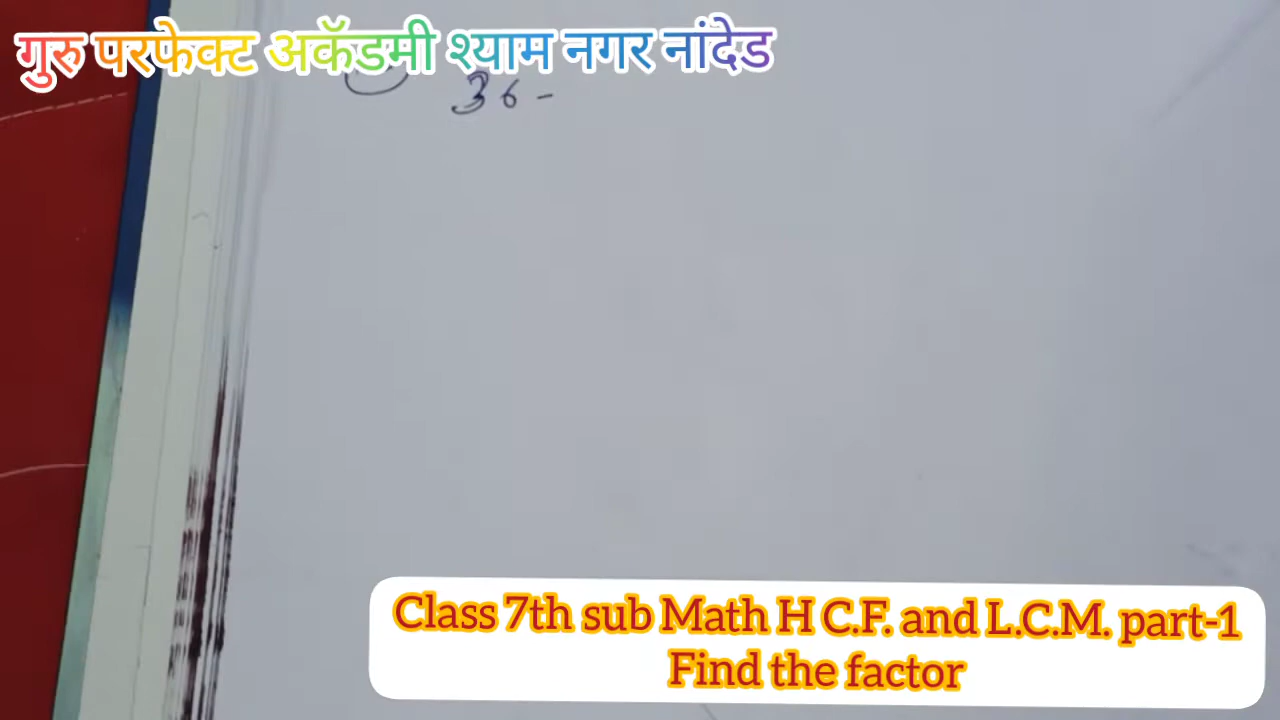 गुरु परफेक्ट अकॅडमी श्याम नगर नांदेड
36 -
Class 7th sub Math H C.F. and L.C.M. part-1
Find the factor